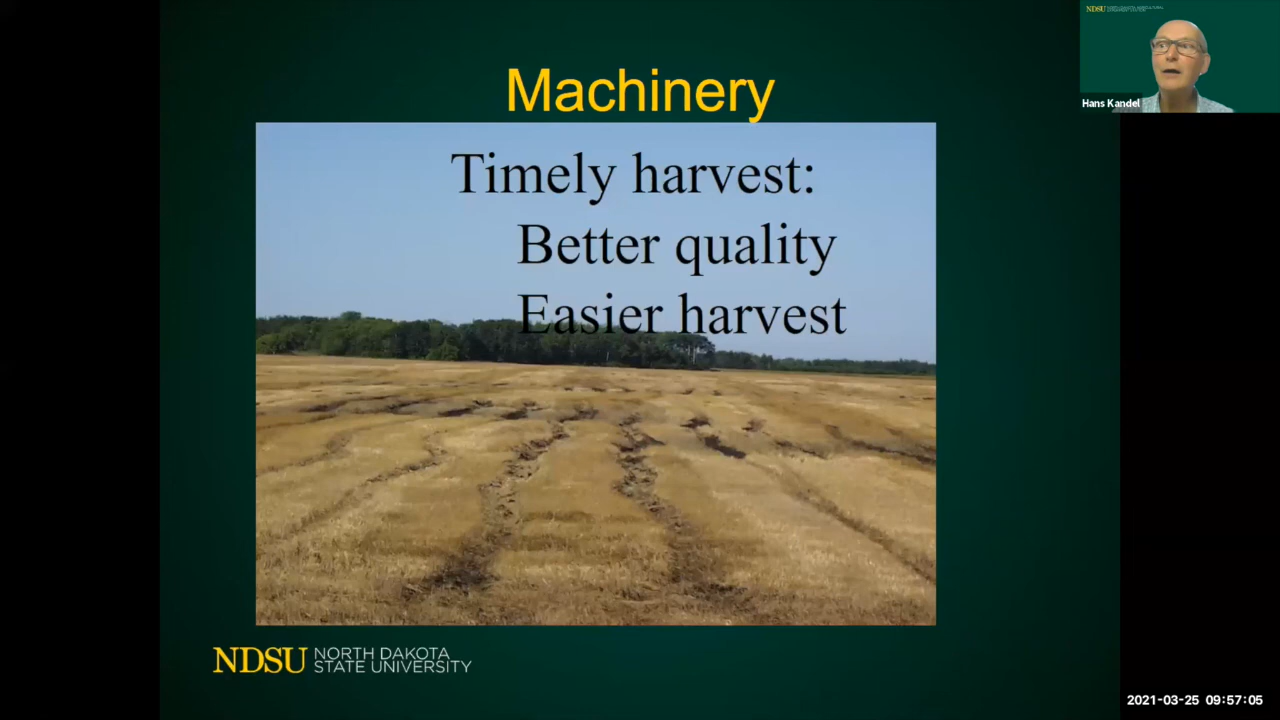 Machinery
Timely harvest:
Better quality
Easier harvest
NDSU NORTH DAKOTA
STATE UNIVERSITY
NDSU
Hans Kandel
2021-03-25 09:57:05